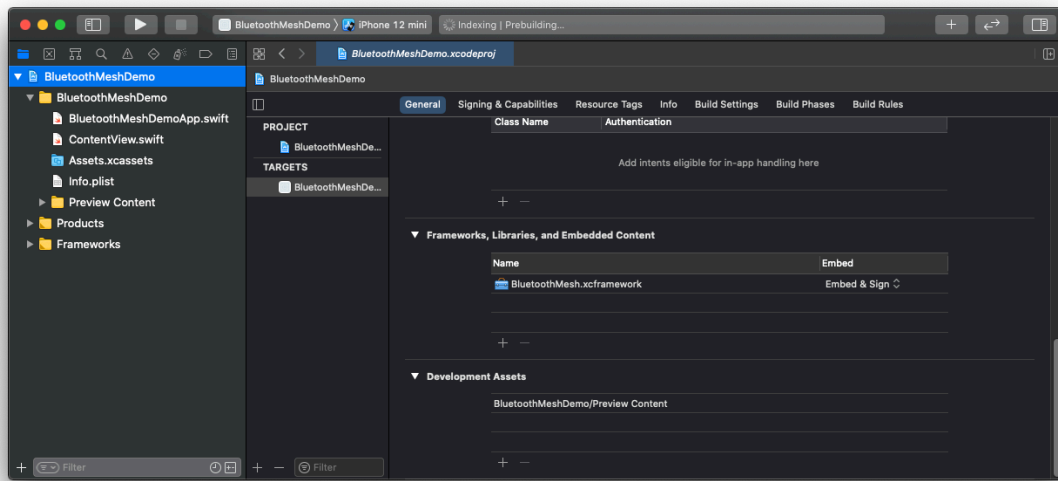 BluetoothMeshDemo 〉 iPhone 12 mini
Indexing | Prebuilding...
BluetoothMeshDemo.xcodeproj
BluetoothMeshDemo
BluetoothMeshDemo
BluetoothMeshDemoApp.swift
ContentView.swift
Assets.xcassets
Info.plist
Preview Content
Products
Frameworks
Filter
BluetoothMeshDemo
General Signing & Capabilities Resource Tags Info Build Settings Build Phases Build Rules
PROJECT
BluetoothMeshDe...
TARGETS
BluetoothMeshDe...
Filter
Class Name Authentication
Add intents eligible for in-app handling here
Frameworks, Libraries, and Embedded Content
Name Embed
BluetoothMesh.xcframework Embed & Sign
Development Assets
BluetoothMeshDemo/Preview Content